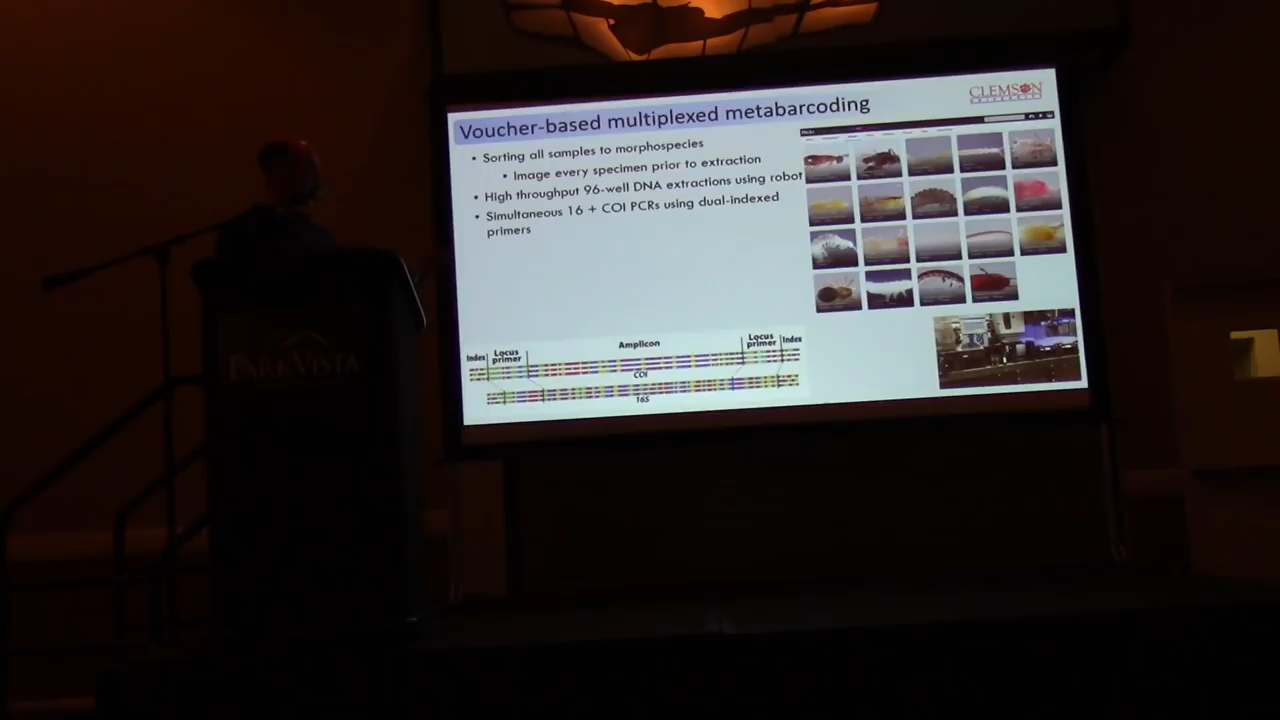 Voucher-based multiplexed metabarcoding
CLEMSON
• Sorting all samples to morphospecies
• Image every specimen prior to extraction
• High throughput 96-well DNA extractions using robot
• Simultaneous 16 + COI PCRs using dual-indexed
primers
Index Locus primer Amplicon Locus primer Index
COI
16S
PARKVISTA